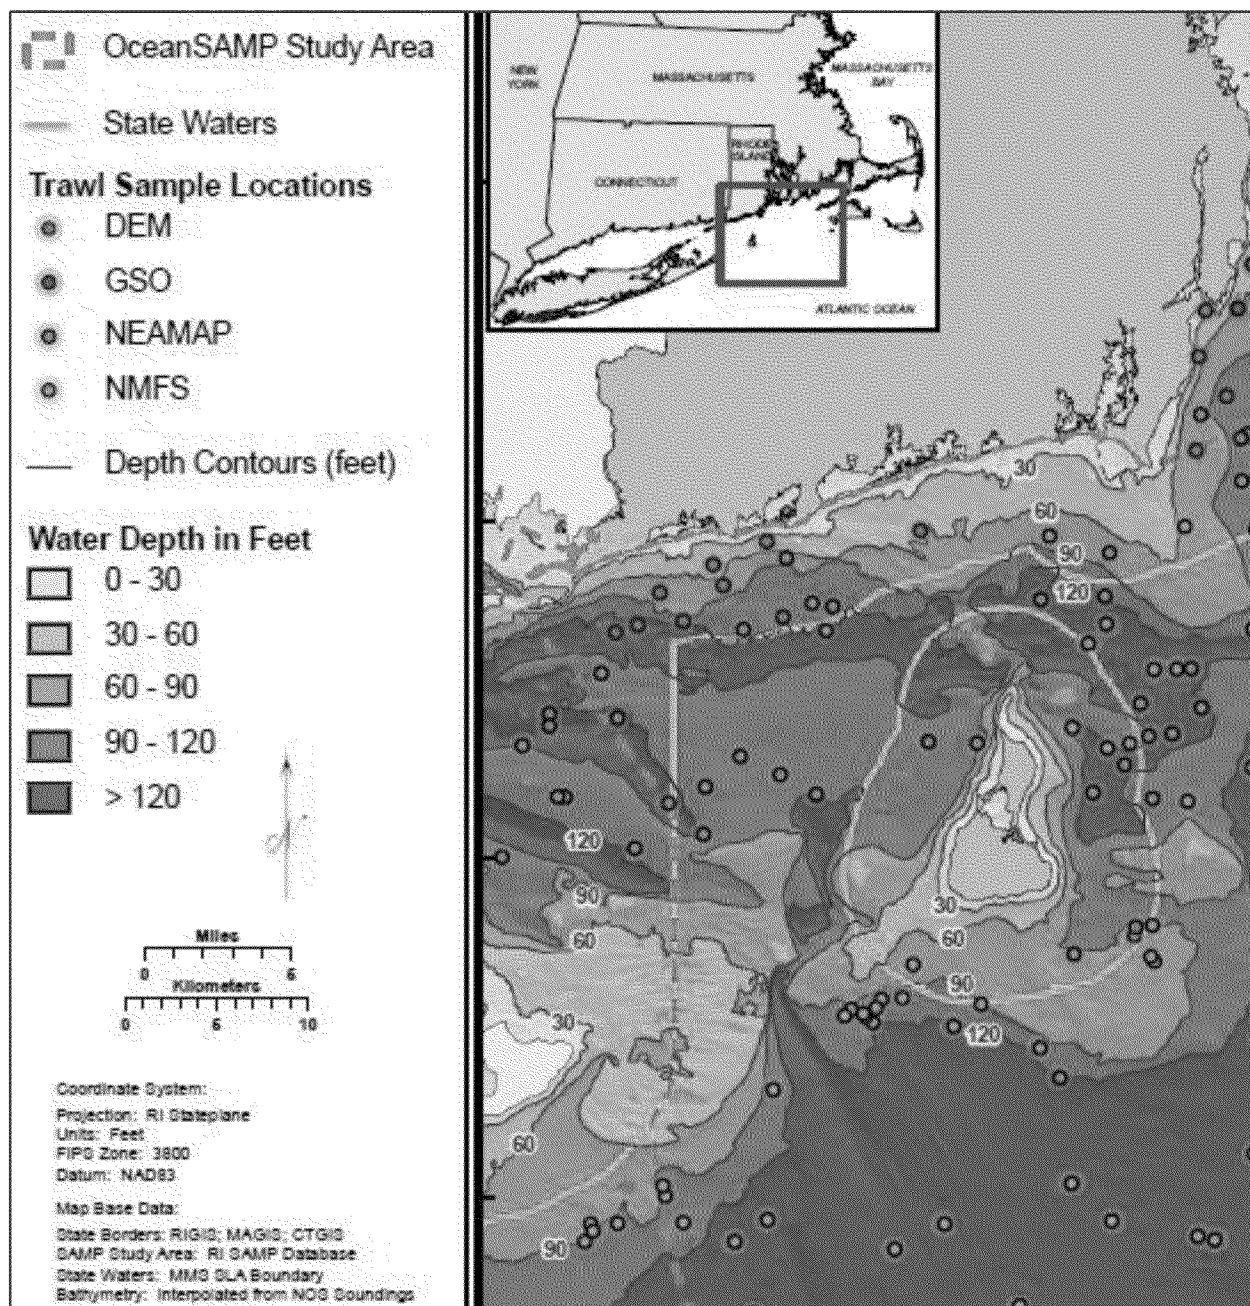 OceanSAMP Study Area
State Waters
Trawl Sample Locations
DEM
GSO
NEAMAP
NMFS
Depth Contours (feet)
Water Depth in Feet
0 - 30
30 - 60
60 - 90
90 - 120
> 120
Miles
0
Kilometers
0
10
Coordinate System:
Projection: RI Stateplane
Units: Feet
FIPS Zone: 3800
Datum: NAD83
Map Base Data:
State Borders: RIGIS; MAGIS; CTGIS
SAMP Study Area: RI SAMP Database
State Waters: MMS SLA Boundary
Bathymetry: Interpolated from NOS Soundings
NEW
YORK
MASSACHUSETTS
MASSACHUSETTS
BAY
RHODE
ISLAND
CONNECTICUT
ATLANTIC OCEAN
30
60
90
120
120
90
60
30
60
90
30
60
90
120